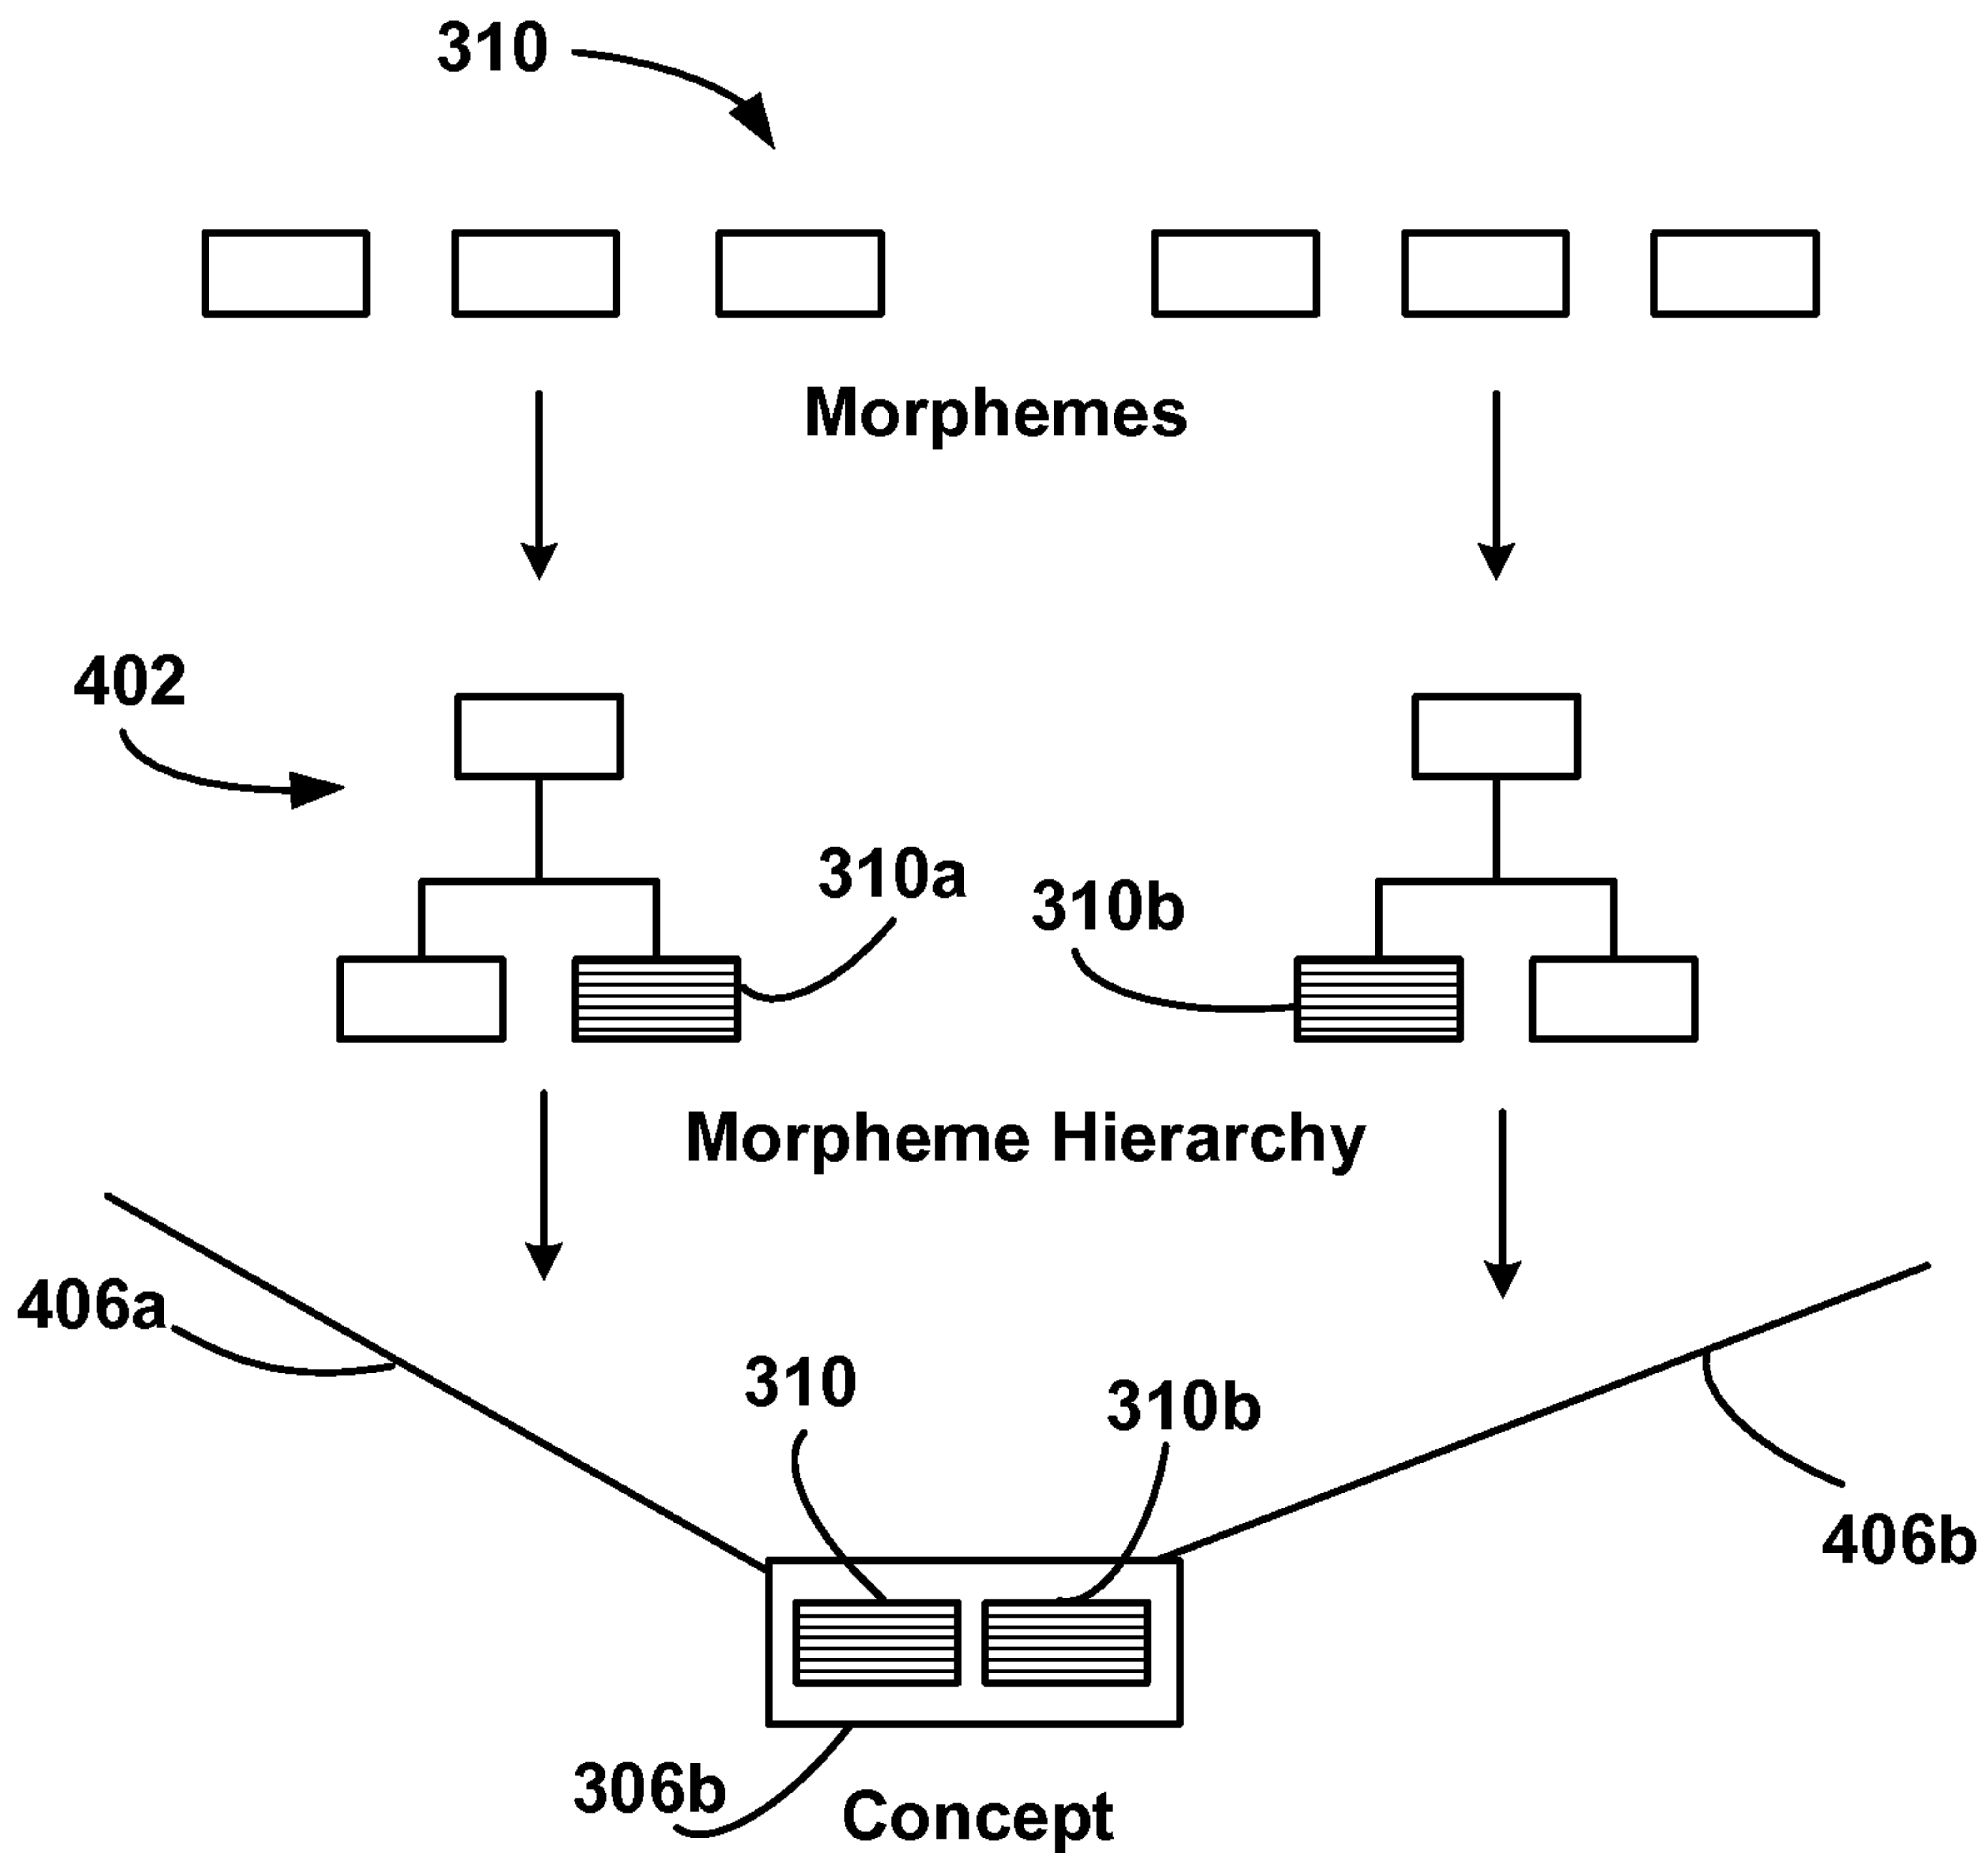 310
Morphemes
402
310a
310b
Morpheme Hierarchy
406a
310
310b
406b
306b
Concept